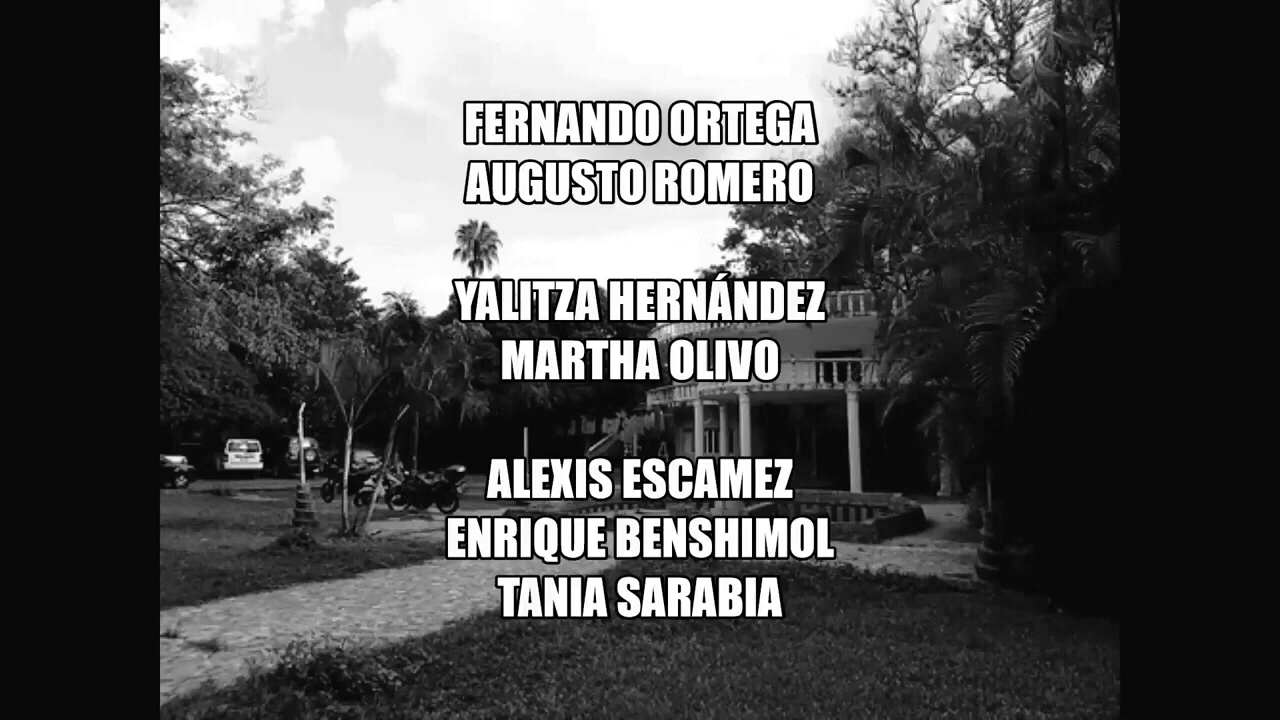 FERNANDO ORTEGA
AUGUSTO ROMERO
YALITZA HERNÁNDEZ
MARTHA OLIVO
ALEXIS ESCAMEZ
ENRIQUE BENSHIMOL
TANIA SARABIA